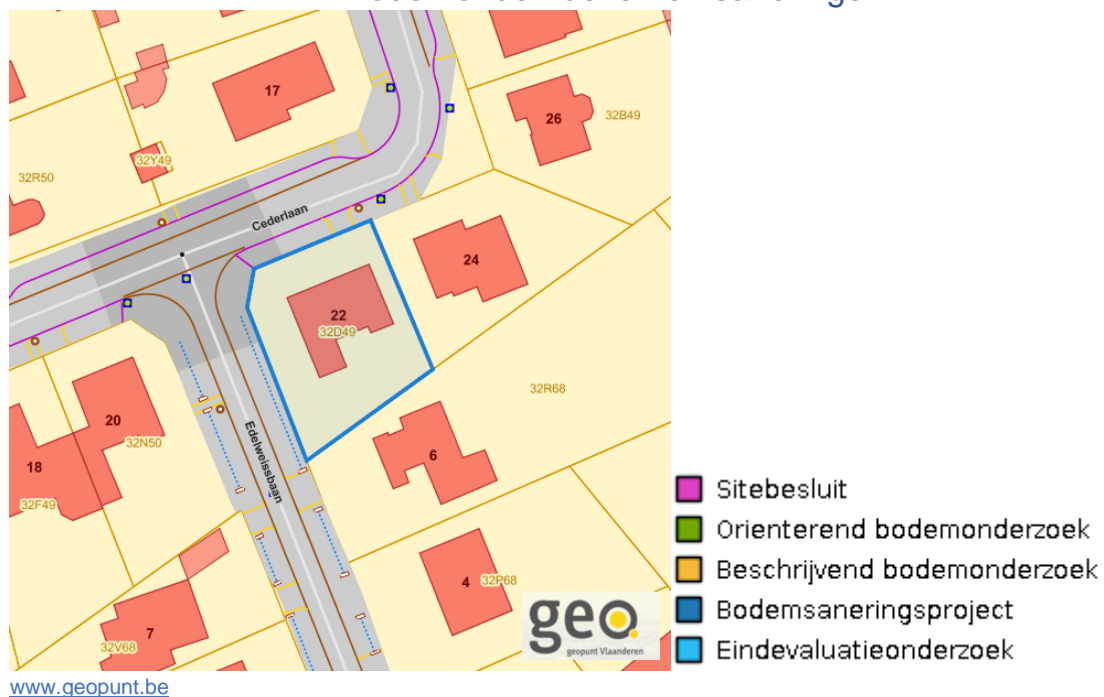 17
26
32B49
32Y49
32R50
Cederlaan
24
22
32D49
32R68
20
32N50
Edelweissbaan
6
18
32F49
4
32P68
7
32V68
geo.
geopunt Vlaanderen
Sitebesluit
Orienterend bodemonderzoek
Beschrijvend bodemonderzoek
Bodemsaneringsproject
Eindevaluatieonderzoek
www.geopunt.be